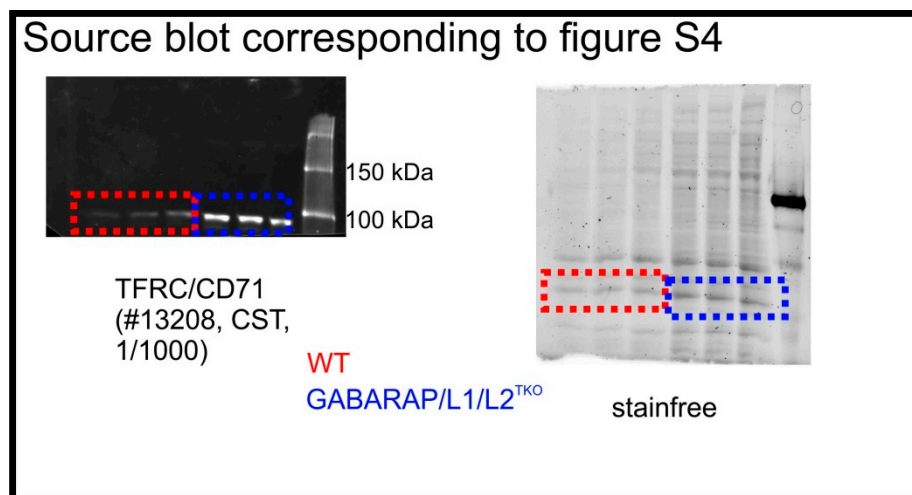 Source blot corresponding to figure S4
150 kDa
100 kDa
TFRC/CD71
(#13208, CST,
1/1000)
WT
GABARAP/L1/L2TKO
stainfree